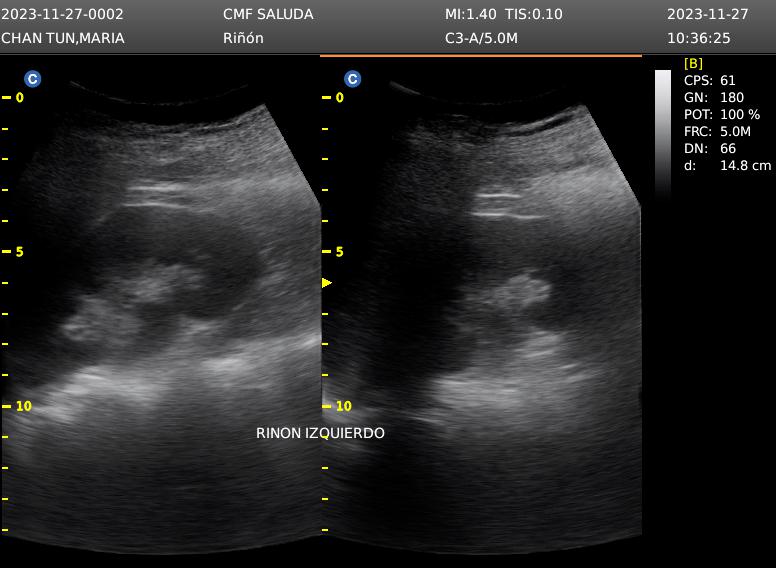 2023-11-27-0002 CMF SALUDA MI:1.40 TIS:0.10 2023-11-27
CHAN TUN,MARIA Riñón C3-A/5.0M 10:36:25
[B]
C C CPS: 61
0 0 GN: 180
POT: 100 %
FRC: 5.0M
DN: 66
d: 14.8 cm
5 5
10 10
RINON IZQUIERDO